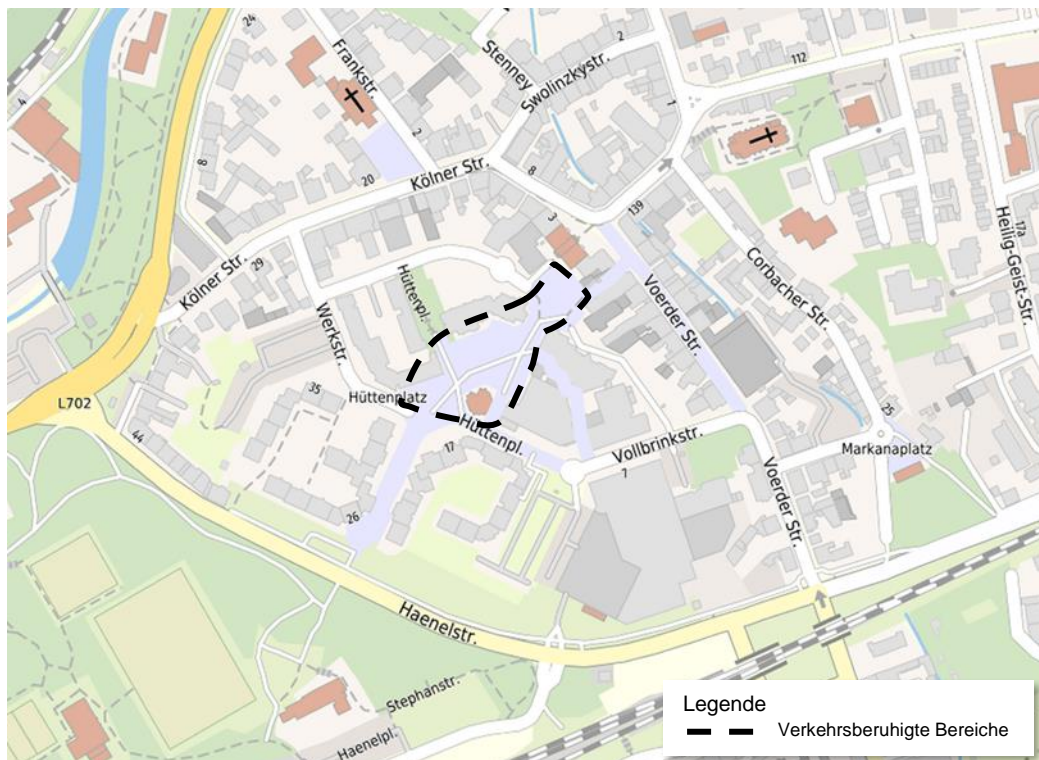 24
Frankstr.
Stenney
2
Swolinzkystr.
112
4
1
2
8
8
20
Kölner Str.
3
139
Heilig-Geist-Str.
17a
Kölner Str.
29
Hüttenpl.
Voerder Str.
Corbacher Str.
Werkstr.
35
Hüttenplatz
L702
25
44
Hüttenpl.
17
Vollbrinkstr.
7
Markanaplatz
Voerder Str.
26
Haenelstr.
Stephanstr.
Haenelpl.
Legende
Verkehrsberuhigte Bereiche